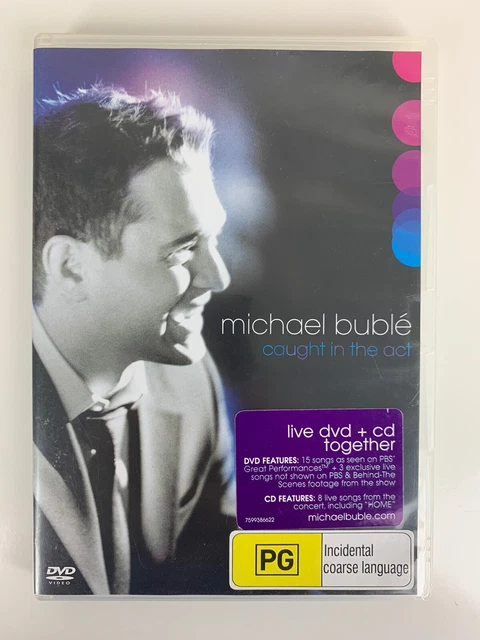 michael bublé
caught in the act
live dvd + cd
together
DVD FEATURES: 15 songs as seen on PBS'
Great Performances™ + 3 exclusive live
songs not shown on PBS & Behind-The
Scenes footage from the show
CD FEATURES: 8 live songs from the
concert, including "HOME"
7599386622
michaelbuble.com
PG
Incidental
coarse language
DVD
VIDEO